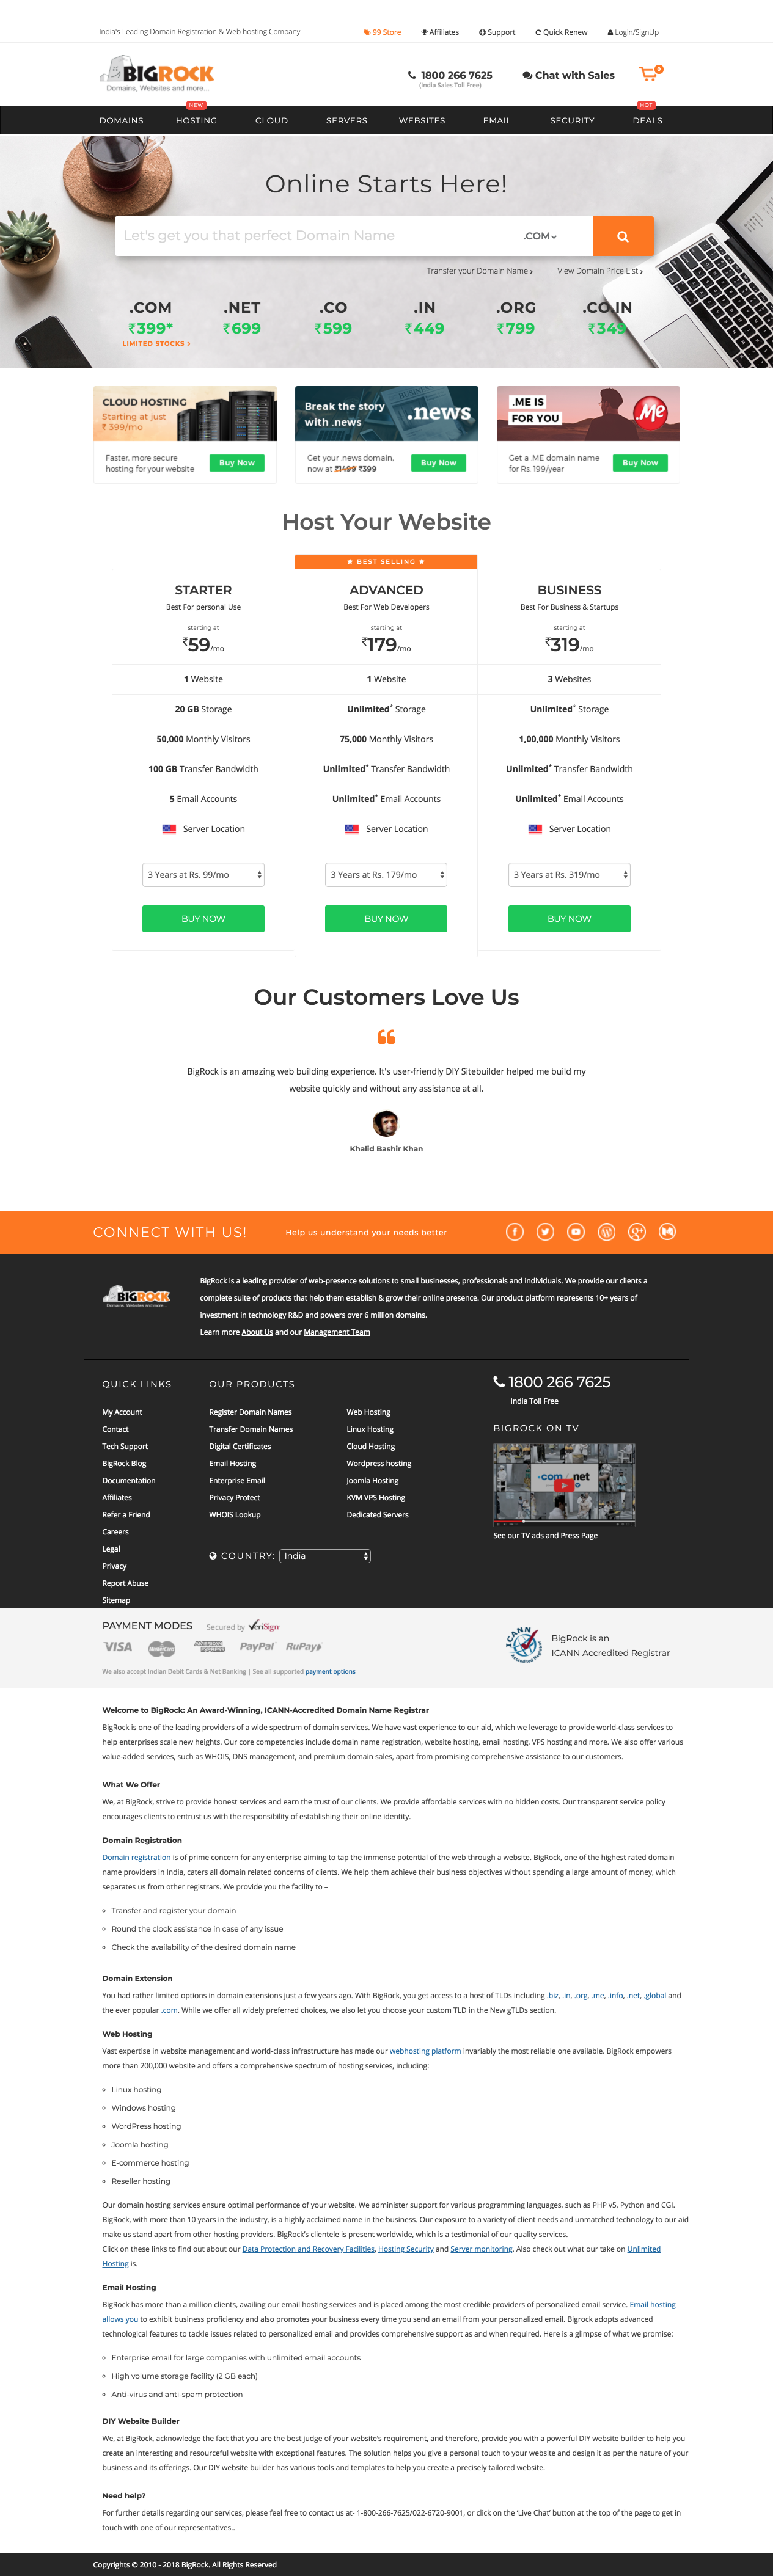 India's Leading Domain Registration & Web hosting Company
99 Store
Affiliates
Support
Quick Renew
Login/SignUp
BIGROCK
Domains, Websites and more...
1800 266 7625
(India Sales Toll Free)
Chat with Sales
0
NEW
HOT
DOMAINS
HOSTING
CLOUD
SERVERS
WEBSITES
EMAIL
SECURITY
DEALS
Online Starts Here!
Let's get you that perfect Domain Name
.COM
Transfer your Domain Name ›
View Domain Price List ›
.COM
₹399*
LIMITED STOCKS ›
.NET
₹699
.CO
₹599
.IN
₹449
.ORG
₹799
.CO.IN
₹349
CLOUD HOSTING
Starting at just
₹ 399/mo
Faster, more secure
hosting for your website
Buy Now
Break the story
with .news
.news
Get your .news domain,
now at ₹1499 ₹399
Buy Now
.ME IS
FOR YOU
.Me
Get a .ME domain name
for Rs. 199/year
Buy Now
Host Your Website
★ BEST SELLING ★
STARTER
Best For personal Use
starting at
₹59/mo
1 Website
20 GB Storage
50,000 Monthly Visitors
100 GB Transfer Bandwidth
5 Email Accounts
Server Location
3 Years at Rs. 99/mo
BUY NOW
ADVANCED
Best For Web Developers
starting at
₹179/mo
1 Website
Unlimited* Storage
75,000 Monthly Visitors
Unlimited* Transfer Bandwidth
Unlimited* Email Accounts
Server Location
3 Years at Rs. 179/mo
BUY NOW
BUSINESS
Best For Business & Startups
starting at
₹319/mo
3 Websites
Unlimited* Storage
1,00,000 Monthly Visitors
Unlimited* Transfer Bandwidth
Unlimited* Email Accounts
Server Location
3 Years at Rs. 319/mo
BUY NOW
Our Customers Love Us
BigRock is an amazing web building experience. It's user-friendly DIY Sitebuilder helped me build my
website quickly and without any assistance at all.
Khalid Bashir Khan
CONNECT WITH US!
Help us understand your needs better
BIGROCK
Domains, Websites and more...
BigRock is a leading provider of web-presence solutions to small businesses, professionals and individuals. We provide our clients a
complete suite of products that help them establish & grow their online presence. Our product platform represents 10+ years of
investment in technology R&D and powers over 6 million domains.
Learn more About Us and our Management Team
QUICK LINKS
My Account
Contact
Tech Support
BigRock Blog
Documentation
Affiliates
Refer a Friend
Careers
Legal
Privacy
Report Abuse
Sitemap
OUR PRODUCTS
Register Domain Names
Transfer Domain Names
Digital Certificates
Email Hosting
Enterprise Email
Privacy Protect
WHOIS Lookup
Web Hosting
Linux Hosting
Cloud Hosting
Wordpress hosting
Joomla Hosting
KVM VPS Hosting
Dedicated Servers
COUNTRY:
India
1800 266 7625
India Toll Free
BIGROCK ON TV
.com .net
See our TV ads and Press Page
PAYMENT MODES
Secured by VeriSign
VISA
MasterCard
AMERICAN EXPRESS
PayPal
RuPay
We also accept Indian Debit Cards & Net Banking | See all supported payment options
ICANN
Accredited Registrar
BigRock is an
ICANN Accredited Registrar
Welcome to BigRock: An Award-Winning, ICANN-Accredited Domain Name Registrar
BigRock is one of the leading providers of a wide spectrum of domain services. We have vast experience to our aid, which we leverage to provide world-class services to
help enterprises scale new heights. Our core competencies include domain name registration, website hosting, email hosting, VPS hosting and more. We also offer various
value-added services, such as WHOIS, DNS management, and premium domain sales, apart from promising comprehensive assistance to our customers.
What We Offer
We, at BigRock, strive to provide honest services and earn the trust of our clients. We provide affordable services with no hidden costs. Our transparent service policy
encourages clients to entrust us with the responsibility of establishing their online identity.
Domain Registration
Domain registration is of prime concern for any enterprise aiming to tap the immense potential of the web through a website. BigRock, one of the highest rated domain
name providers in India, caters all domain related concerns of clients. We help them achieve their business objectives without spending a large amount of money, which
separates us from other registrars. We provide you the facility to –
Transfer and register your domain
Round the clock assistance in case of any issue
Check the availability of the desired domain name
Domain Extension
You had rather limited options in domain extensions just a few years ago. With BigRock, you get access to a host of TLDs including .biz, .in, .org, .me, .info, .net, .global and
the ever popular .com. While we offer all widely preferred choices, we also let you choose your custom TLD in the New gTLDs section.
Web Hosting
Vast expertise in website management and world-class infrastructure has made our webhosting platform invariably the most reliable one available. BigRock empowers
more than 200,000 website and offers a comprehensive spectrum of hosting services, including:
Linux hosting
Windows hosting
WordPress hosting
Joomla hosting
E-commerce hosting
Reseller hosting
Our domain hosting services ensure optimal performance of your website. We administer support for various programming languages, such as PHP v5, Python and CGI.
BigRock, with more than 10 years in the industry, is a highly acclaimed name in the business. Our exposure to a variety of client needs and unmatched technology to our aid
make us stand apart from other hosting providers. BigRock's clientele is present worldwide, which is a testimonial of our quality services.
Click on these links to find out about our Data Protection and Recovery Facilities, Hosting Security and Server monitoring. Also check out what our take on Unlimited
Hosting is.
Email Hosting
BigRock has more than a million clients, availing our email hosting services and is placed among the most credible providers of personalized email service. Email hosting
allows you to exhibit business proficiency and also promotes your business every time you send an email from your personalized email. Bigrock adopts advanced
technological features to tackle issues related to personalized email and provides comprehensive support as and when required. Here is a glimpse of what we promise:
Enterprise email for large companies with unlimited email accounts
High volume storage facility (2 GB each)
Anti-virus and anti-spam protection
DIY Website Builder
We, at BigRock, acknowledge the fact that you are the best judge of your website's requirement, and therefore, provide you with a powerful DIY website builder to help you
create an interesting and resourceful website with exceptional features. The solution helps you give a personal touch to your website and design it as per the nature of your
business and its offerings. Our DIY website builder has various tools and templates to help you create a precisely tailored website.
Need help?
For further details regarding our services, please feel free to contact us at- 1-800-266-7625/022-6720-9001, or click on the 'Live Chat' button at the top of the page to get in
touch with one of our representatives..
Copyrights © 2010 - 2018 BigRock. All Rights Reserved